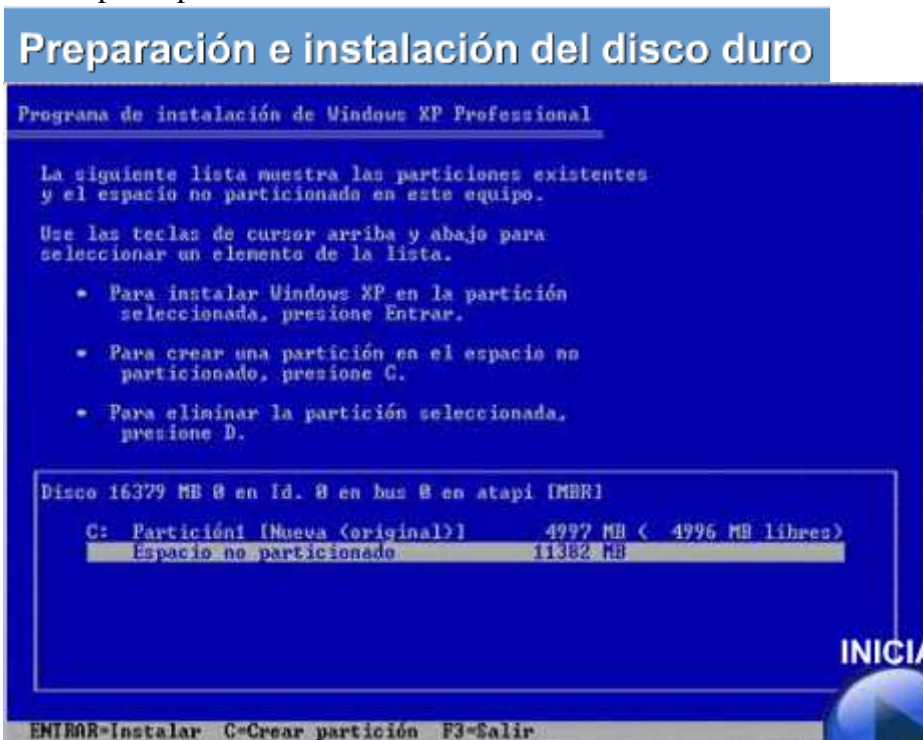 Preparación e instalación del disco duro
Programa de instalación de Windows XP Professional
La siguiente lista muestra las particiones existentes
y el espacio no particionado en este equipo.
Use las teclas de cursor arriba y abajo para
seleccionar un elemento de la lista.
• Para instalar Windows XP en la partición
seleccionada, presione Entrar.
• Para crear una partición en el espacio no
particionado, presione C.
• Para eliminar la partición seleccionada,
presione D.
Disco 16379 MB 0 en Id. 0 en bus 0 en atapi [MBR]
C: Partición1 [Nueva (original)] 4997 MB ( 4996 MB libres)
Espacio no particionado 11382 MB
INICIA
ENTRAR=Instalar C=Crear partición F3=Salir